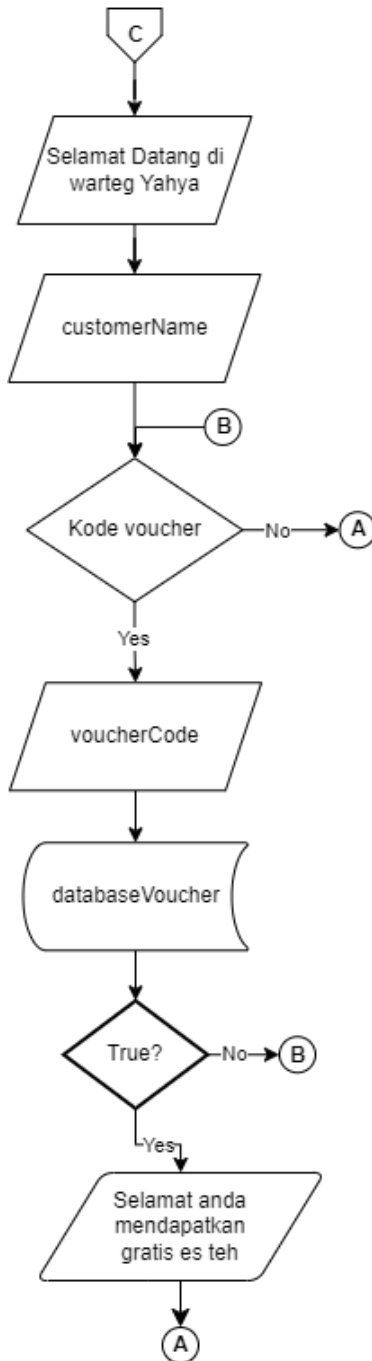 C
Selamat Datang di
warteg Yahya
customerName
B
Kode voucher
No
A
Yes
voucherCode
databaseVoucher
True?
No
B
Yes
Selamat anda
mendapatkan
gratis es teh
A